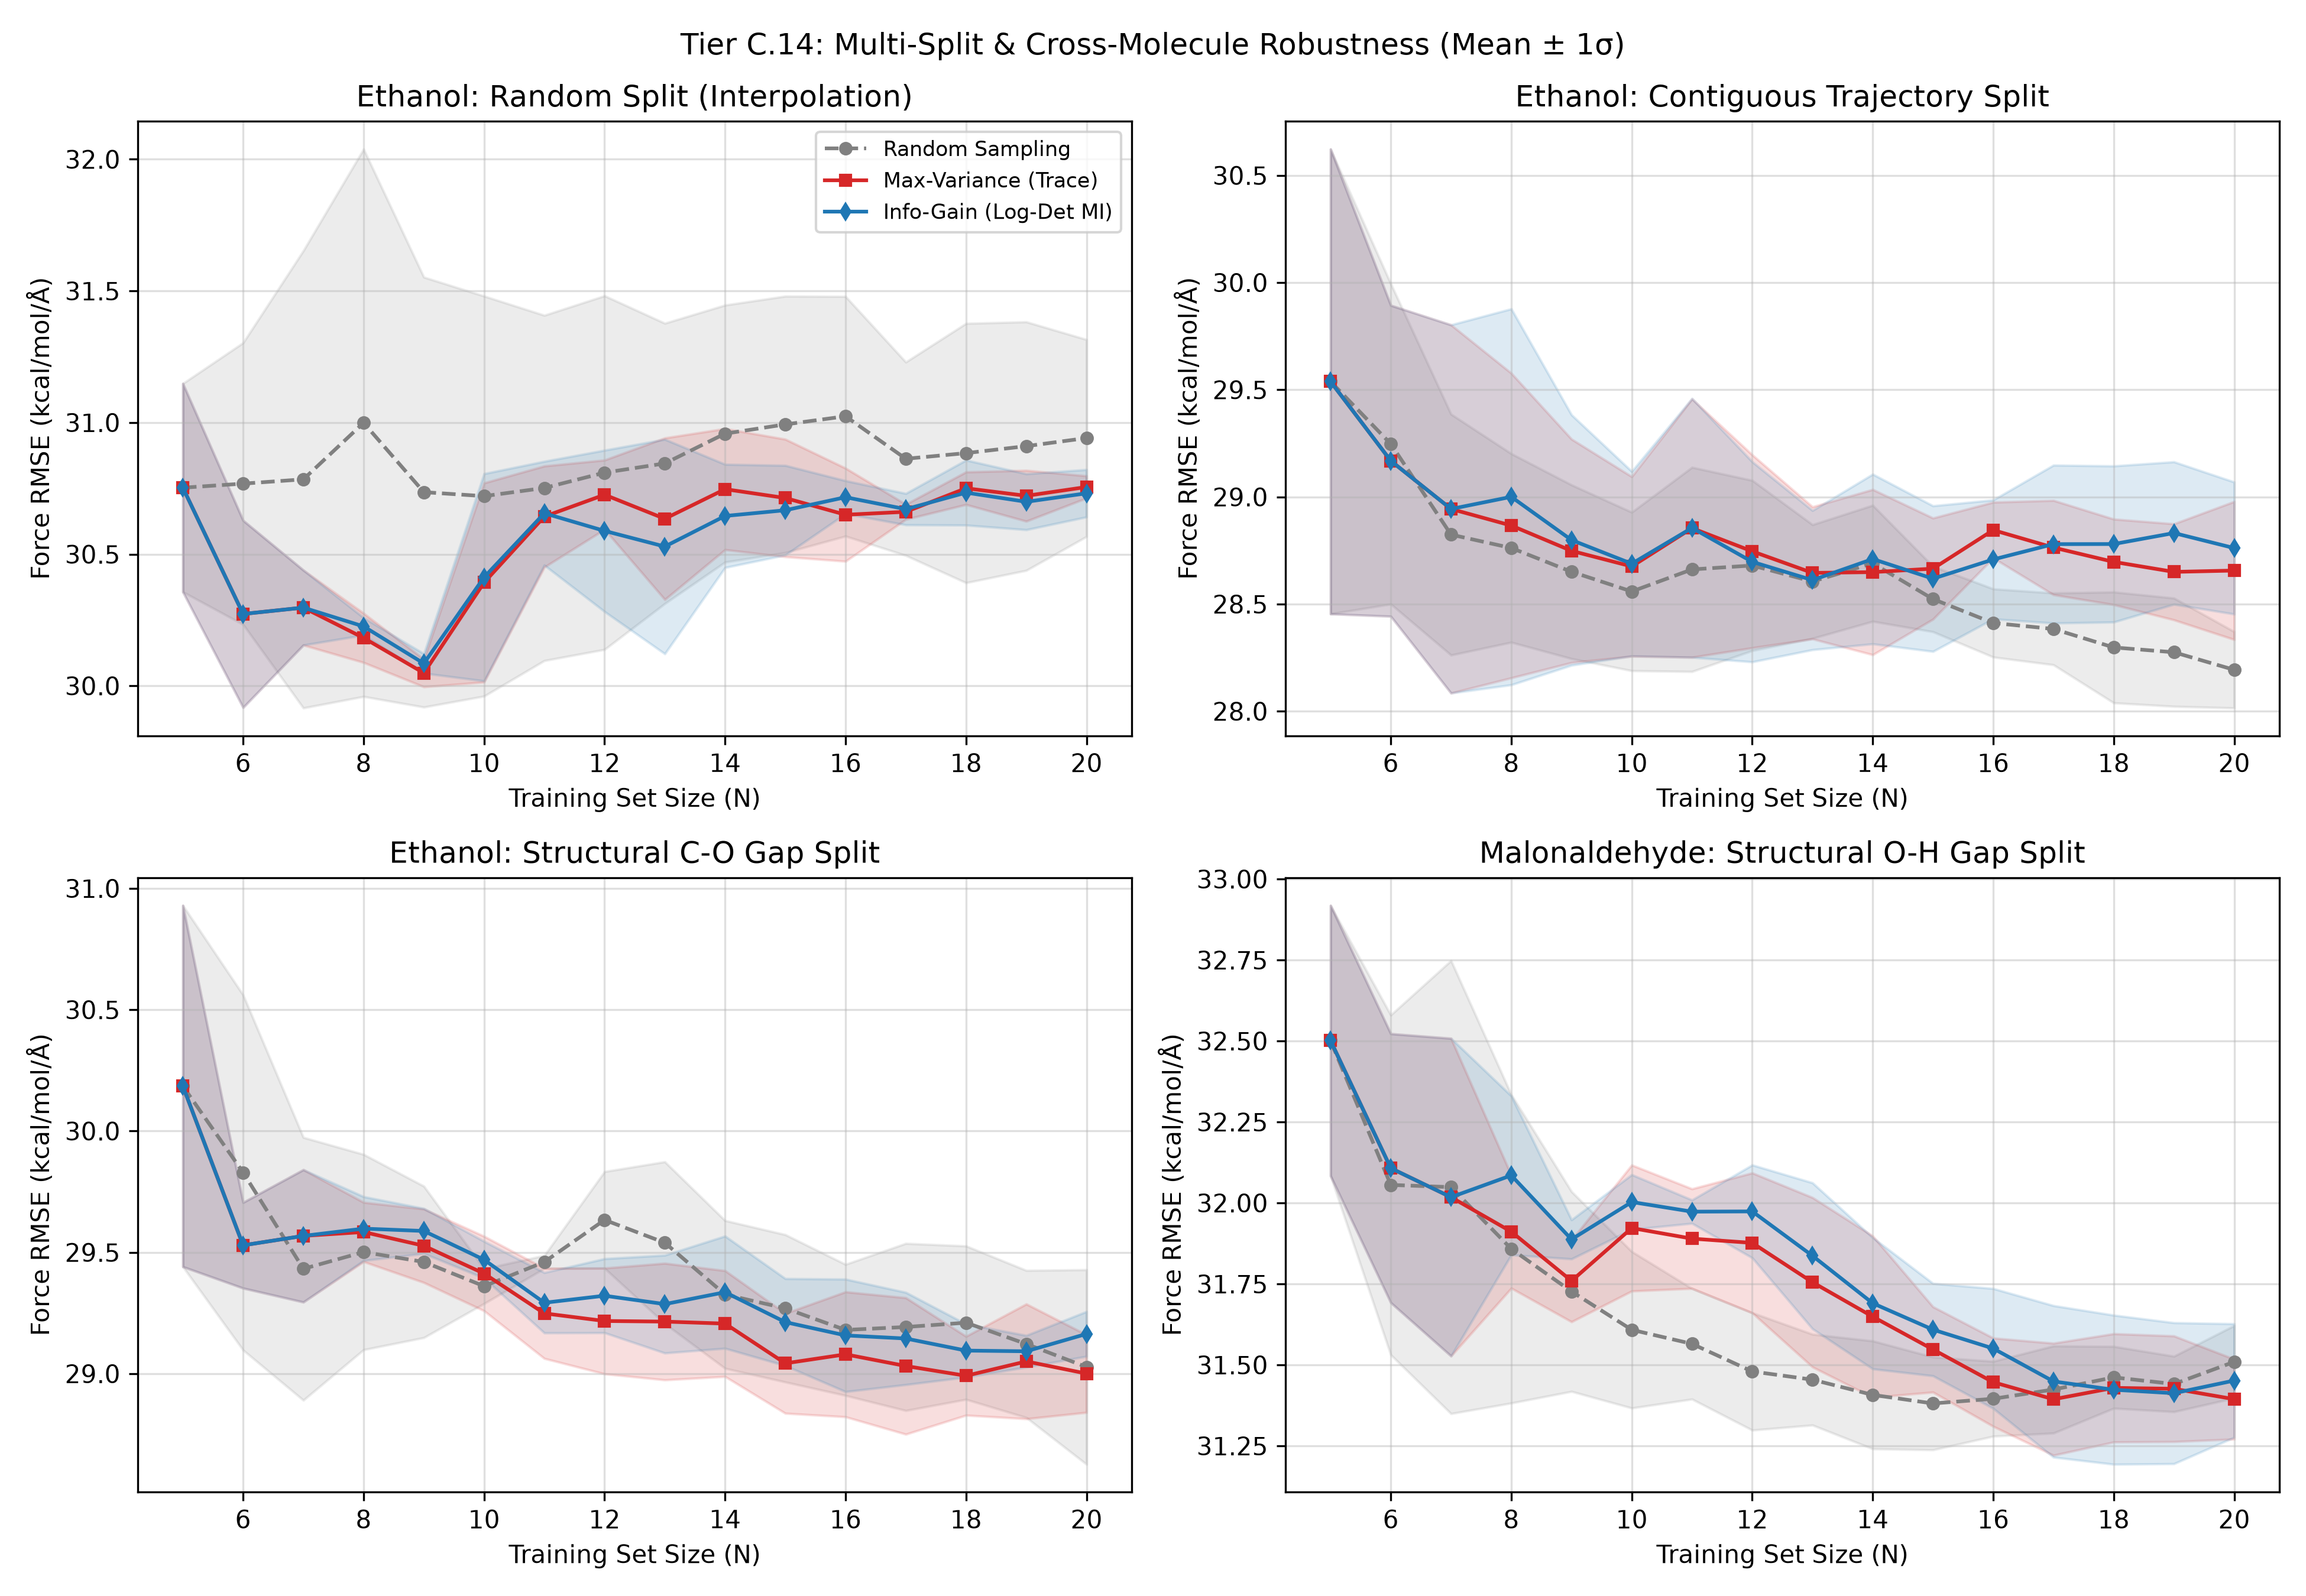 Tier C.14: Multi-Split & Cross-Molecule Robustness (Mean ± 1σ)
Ethanol: Random Split (Interpolation)
Force RMSE (kcal/mol/Å)
32.0
31.5
31.0
30.5
30.0
Random Sampling
Max-Variance (Trace)
Info-Gain (Log-Det MI)
6 8 10 12 14 16 18 20
Training Set Size (N)
Ethanol: Contiguous Trajectory Split
Force RMSE (kcal/mol/Å)
30.5
30.0
29.5
29.0
28.5
28.0
6 8 10 12 14 16 18 20
Training Set Size (N)
Ethanol: Structural C-O Gap Split
Force RMSE (kcal/mol/Å)
31.0
30.5
30.0
29.5
29.0
6 8 10 12 14 16 18 20
Training Set Size (N)
Malonaldehyde: Structural O-H Gap Split
Force RMSE (kcal/mol/Å)
33.00
32.75
32.50
32.25
32.00
31.75
31.50
31.25
6 8 10 12 14 16 18 20
Training Set Size (N)